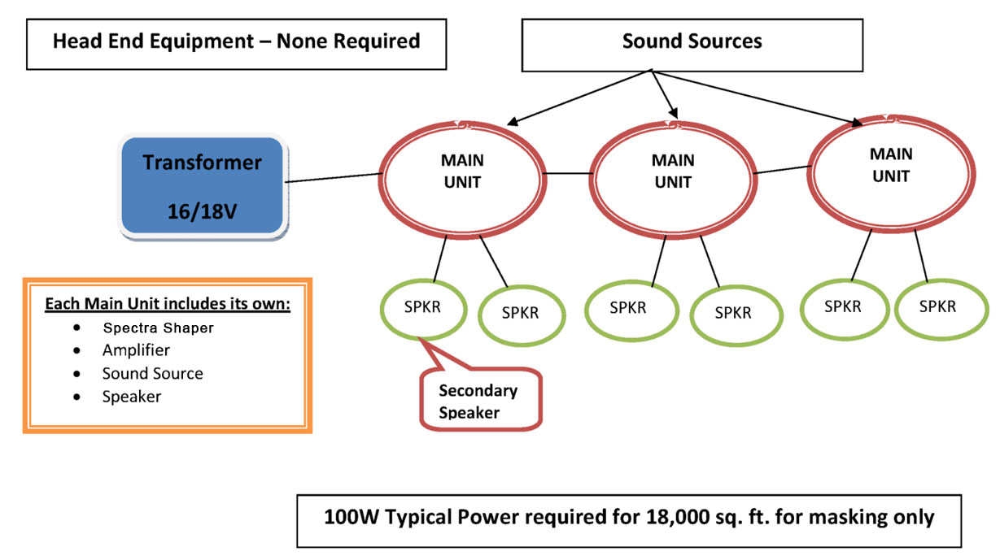 Head End Equipment – None Required
Sound Sources
Transformer
16/18V
MAIN
UNIT
MAIN
UNIT
MAIN
UNIT
SPKR
SPKR
SPKR
SPKR
SPKR
SPKR
Each Main Unit includes its own:
• Spectra Shaper
• Amplifier
• Sound Source
• Speaker
Secondary
Speaker
100W Typical Power required for 18,000 sq. ft. for masking only